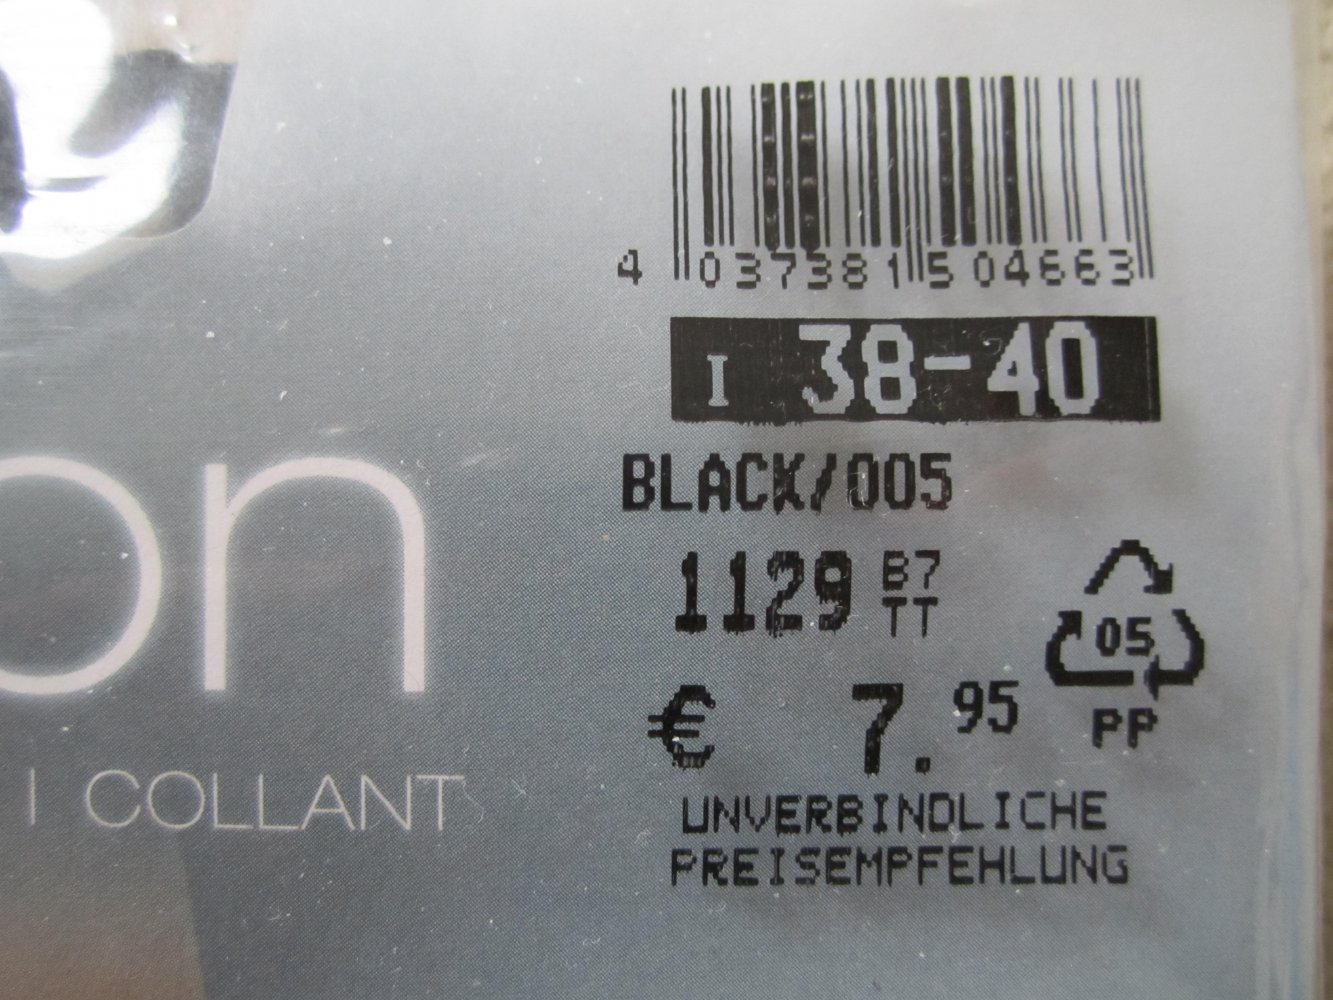 4 037381 504663
I 38-40
BLACK/005
1129 B7
TT
05
PP
€ 7.95
UNVERBINDLICHE
PREISEMPFEHLUNG
on
| COLLANT